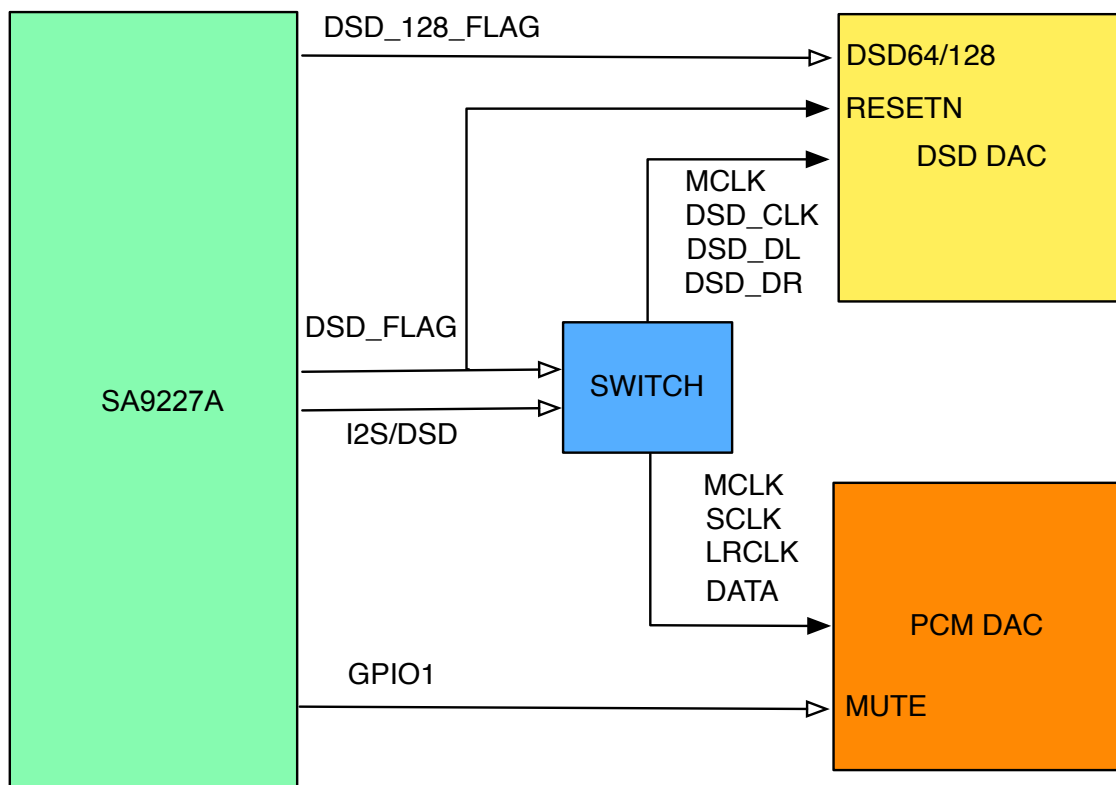 DSD_128_FLAG
DSD64/128
RESETN
DSD DAC
MCLK
DSD_CLK
DSD_DL
DSD_DR
DSD_FLAG
SWITCH
SA9227A
I2S/DSD
MCLK
SCLK
LRCLK
DATA
PCM DAC
GPIO1
MUTE